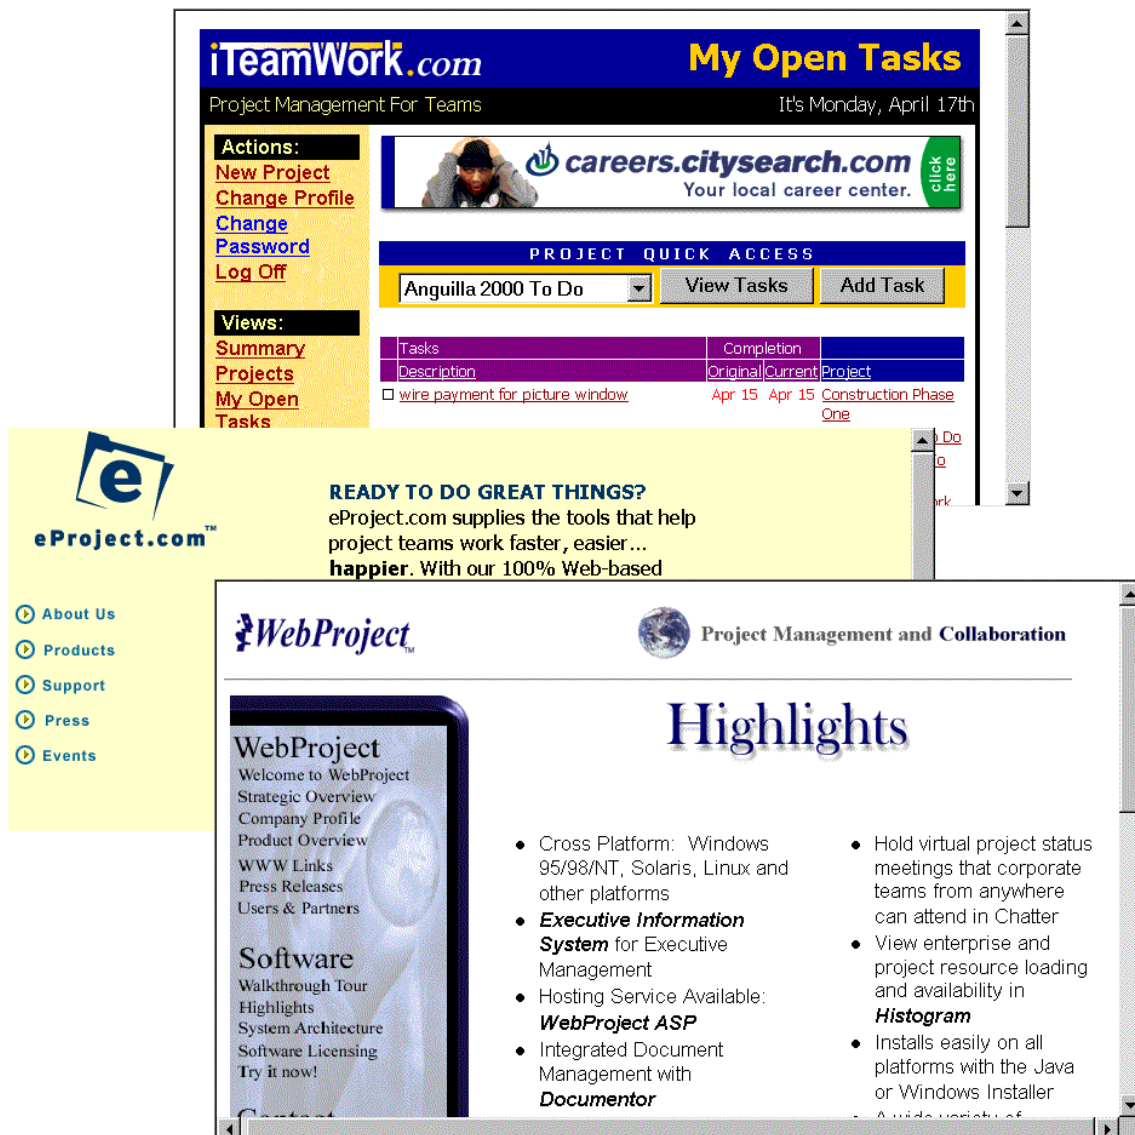 iTeamWork.com
My Open Tasks
Project Management For Teams
It's Monday, April 17th
Actions:
New Project
Change Profile
Change
Password
Log Off
Views:
Summary
Projects
My Open
Tasks
careers.citysearch.com
Your local career center.
click
here
PROJECT QUICK ACCESS
Anguilla 2000 To Do
View Tasks
Add Task
Tasks
Completion
Description
Original
Current
Project
wire payment for picture window
Apr 15
Apr 15
Construction Phase
One
Do
e
eProject.com™
About Us
Products
Support
Press
Events
READY TO DO GREAT THINGS?
eProject.com supplies the tools that help
project teams work faster, easier...
happier. With our 100% Web-based
WebProject™
Project Management and Collaboration
WebProject
Welcome to WebProject
Strategic Overview
Company Profile
Product Overview
WWW Links
Press Releases
Users & Partners
Software
Walkthrough Tour
Highlights
System Architecture
Software Licensing
Try it now!
Contact
Highlights
• Cross Platform: Windows
95/98/NT, Solaris, Linux and
other platforms
• Executive Information
System for Executive
Management
• Hosting Service Available:
WebProject ASP
• Integrated Document
Management with
Documentor
• Hold virtual project status
meetings that corporate
teams from anywhere
can attend in Chatter
• View enterprise and
project resource loading
and availability in
Histogram
• Installs easily on all
platforms with the Java
or Windows Installer
• A wide variety of